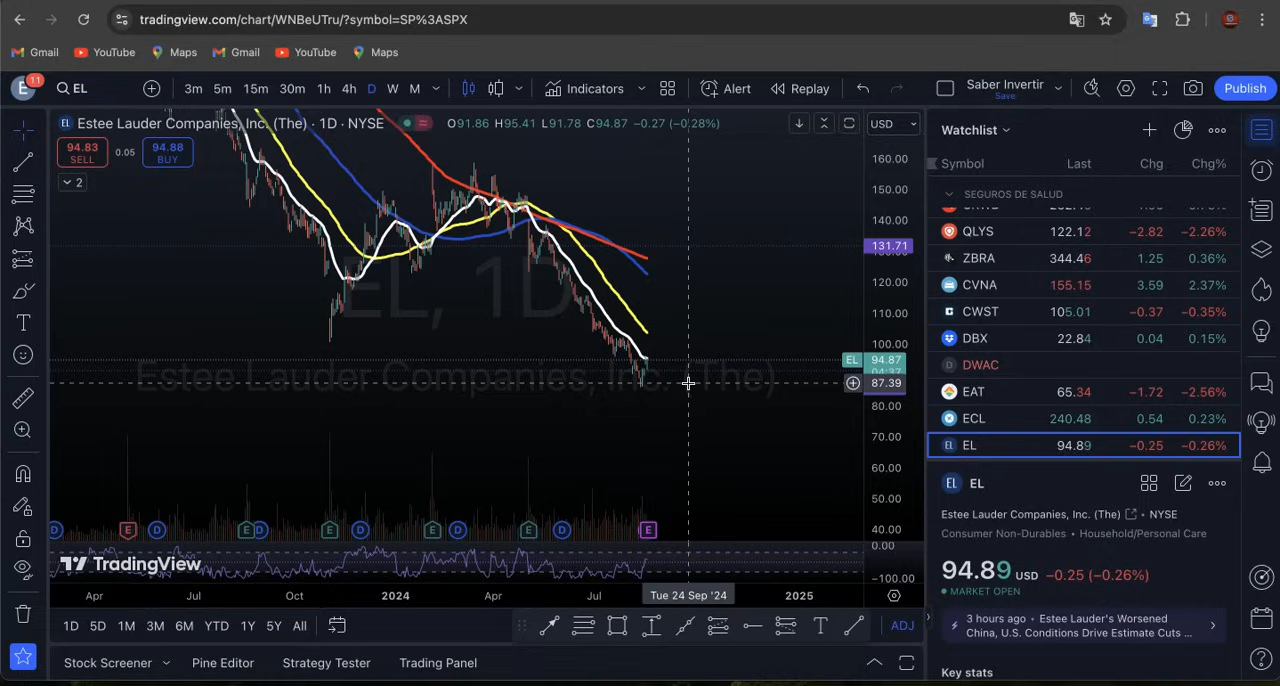 tradingview.com/chart/WNBeUTru/?symbol=SP%3ASPX
Gmail YouTube Maps Gmail YouTube Maps
E 11 EL 3m 5m 15m 30m 1h 4h D W M Indicators Alert Replay Saber Invertir Save Publish
EL Estee Lauder Companies, Inc. (The) · 1D · NYSE O91.86 H95.41 L91.78 C94.87 −0.27 (−0.28%) USD
94.83 SELL 0.05 94.88 BUY
2
160.00
150.00
140.00
131.71
120.00
110.00
100.00
EL 94.87
04:37
87.39
80.00
70.00
60.00
50.00
40.00
0.00
−100.00
EL, 1D
Estee Lauder Companies, Inc. (The)
D E D E D E D E D E D E
TradingView
Apr Jul Oct 2024 Apr Jul Tue 24 Sep '24 2025
1D 5D 1M 3M 6M YTD 1Y 5Y All ADJ
Stock Screener Pine Editor Strategy Tester Trading Panel
Watchlist
Symbol Last Chg Chg%
SEGUROS DE SALUD
QLYS 122.12 −2.82 −2.26%
ZBRA 344.46 1.25 0.36%
CVNA 155.15 3.59 2.37%
CWST 105.01 −0.37 −0.35%
DBX 22.84 0.04 0.15%
D DWAC
EAT 65.34 −1.72 −2.56%
ECL 240.48 0.54 0.23%
EL EL 94.89 −0.25 −0.26%
EL EL
Estee Lauder Companies, Inc. (The) • NYSE
Consumer Non-Durables • Household/Personal Care
94.89 USD −0.25 (−0.26%)
MARKET OPEN
3 hours ago • Estee Lauder's Worsened
China, U.S. Conditions Drive Estimate Cuts ...
Key stats